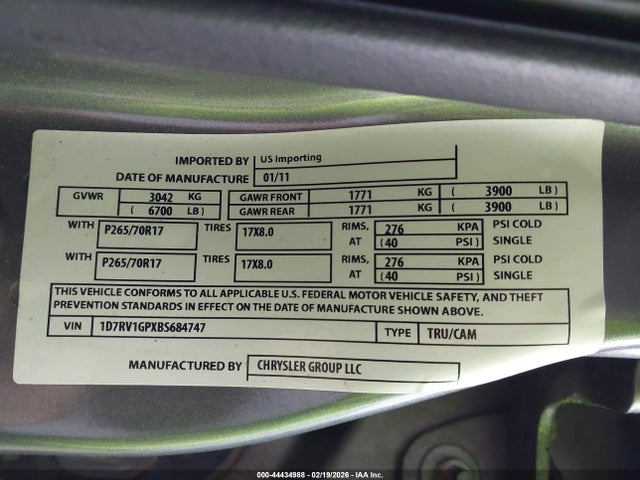 IMPORTED BY US Importing
DATE OF MANUFACTURE 01/11
GVWR 3042 KG GAWR FRONT 1771 KG ( 3900 LB )
( 6700 LB ) GAWR REAR 1771 KG ( 3900 LB )
WITH P265/70R17 TIRES 17X8.0 RIMS, 276 KPA PSI COLD
AT (40 PSI ) SINGLE
WITH P265/70R17 TIRES 17X8.0 RIMS, 276 KPA PSI COLD
AT (40 PSI ) SINGLE
THIS VEHICLE CONFORMS TO ALL APPLICABLE U.S. FEDERAL MOTOR VEHICLE SAFETY, AND THEFT
PREVENTION STANDARDS IN EFFECT ON THE DATE OF MANUFACTURE SHOWN ABOVE.
VIN 1D7RV1GPXBS684747 TYPE TRU/CAM
MANUFACTURED BY CHRYSLER GROUP LLC
000-44434988 - 02/19/2026 - IAA Inc.